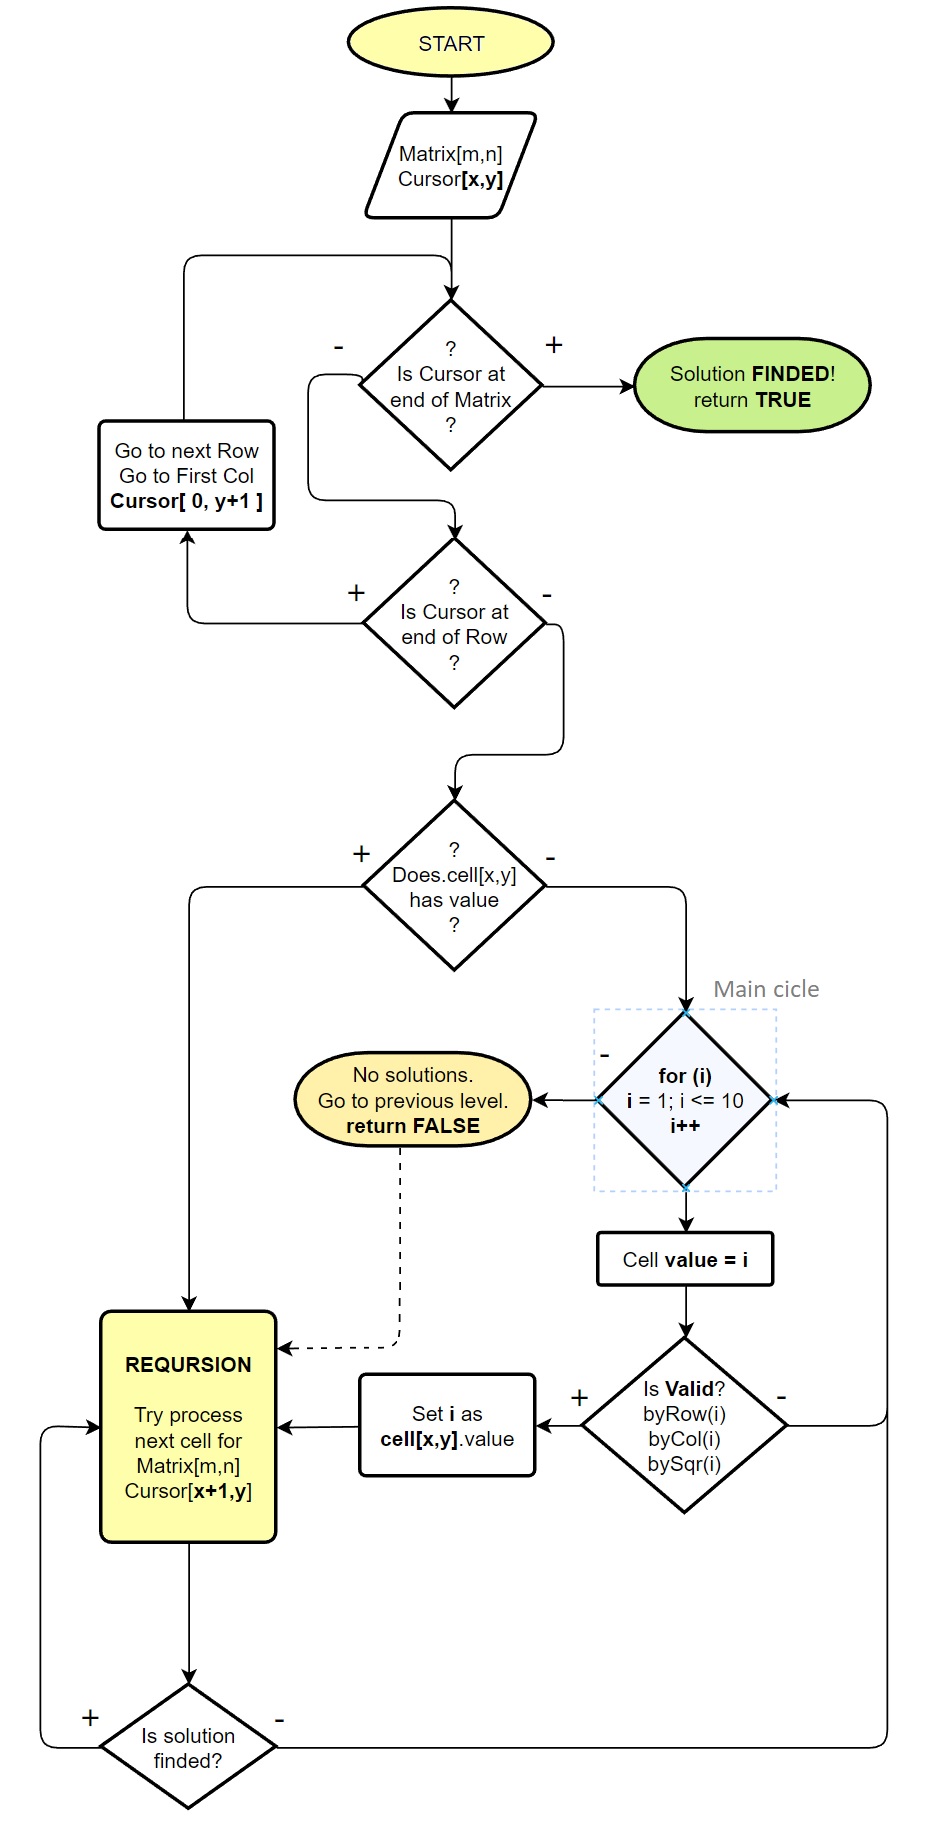 START
Matrix[m,n]
Cursor[x,y]
-
+
?
Is Cursor at
end of Matrix
?
Solution FINDED!
return TRUE
Go to next Row
Go to First Col
Cursor[ 0, y+1 ]
+
-
?
Is Cursor at
end of Row
?
+
-
?
Does.cell[x,y]
has value
?
Main cicle
-
for (i)
i = 1; i <= 10
i++
No solutions.
Go to previous level.
return FALSE
Cell value = i
REQURSION
Try process
next cell for
Matrix[m,n]
Cursor[x+1,y]
Set i as
cell[x,y].value
+
-
Is Valid?
byRow(i)
byCol(i)
bySqr(i)
+
-
Is solution
finded?